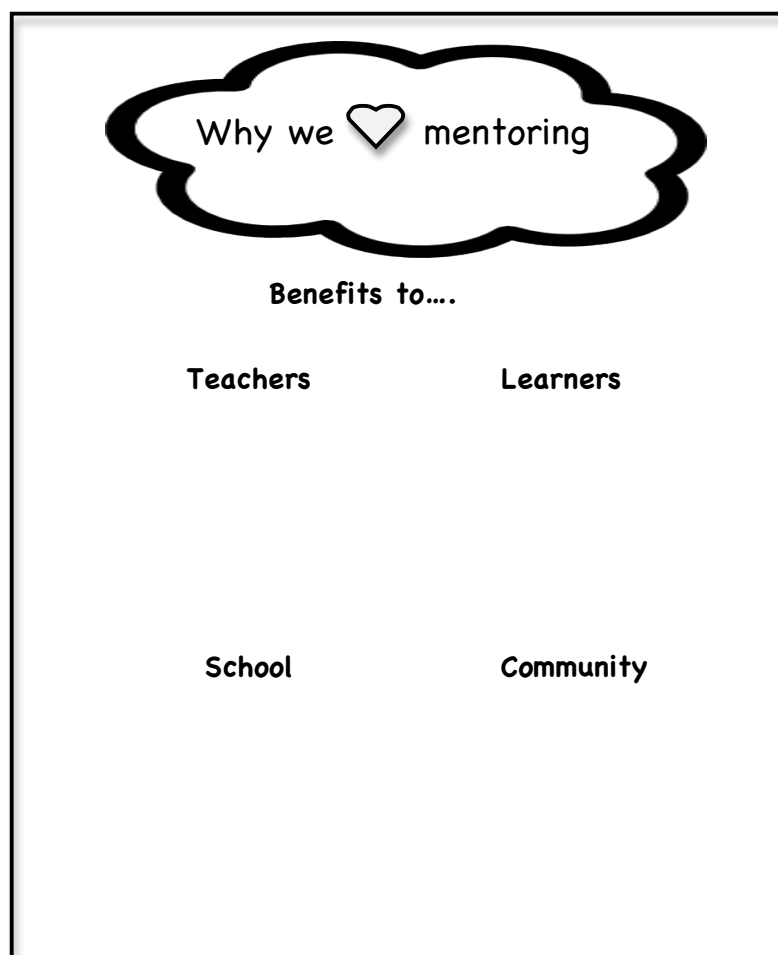 Why we mentoring
Benefits to....
Teachers
Learners
School
Community